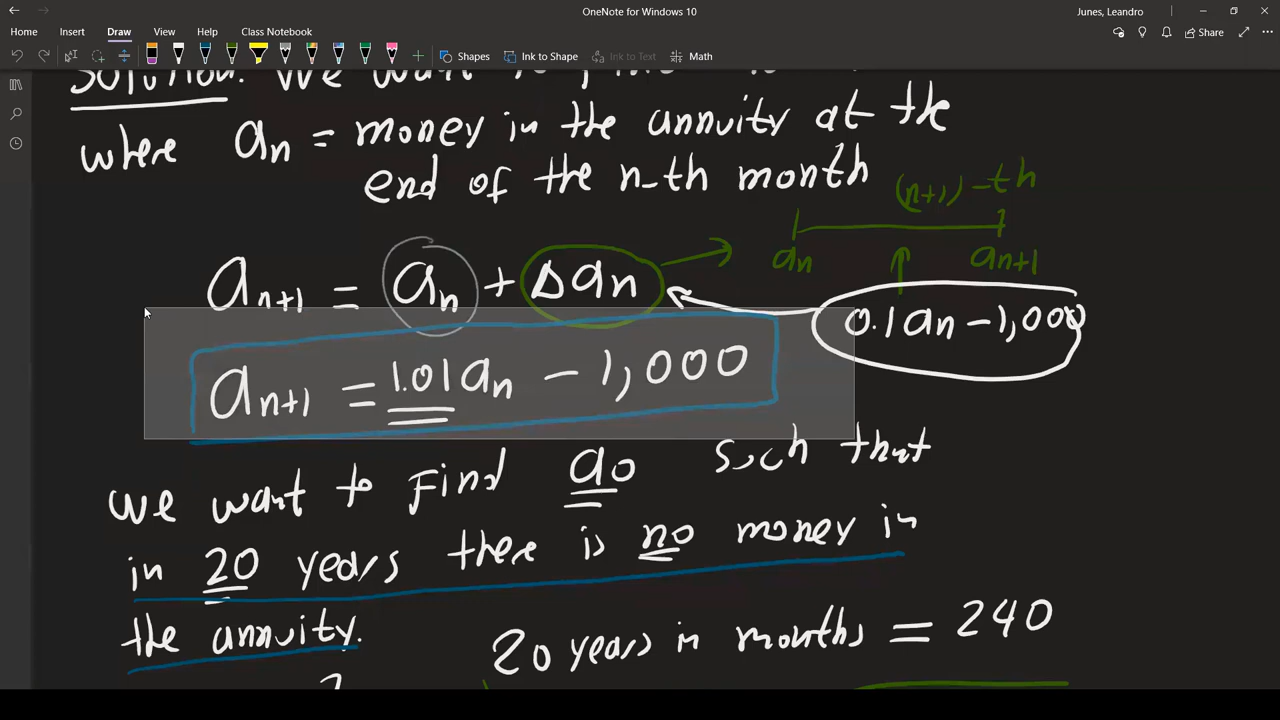 OneNote for Windows 10
Junes, Leandro
Home Insert Draw View Help Class Notebook
Share
Shapes Ink to Shape Ink to Text Math
Solution: We want to
where an = money in the annuity at the
end of the n-th month
(n+1)-th
an+1 = an + Δan
an an+1
0.1an - 1,000
an+1 = 1.01an - 1,000
we want to find a0 such that
in 20 years there is no money in
the annuity.
20 years in months = 240